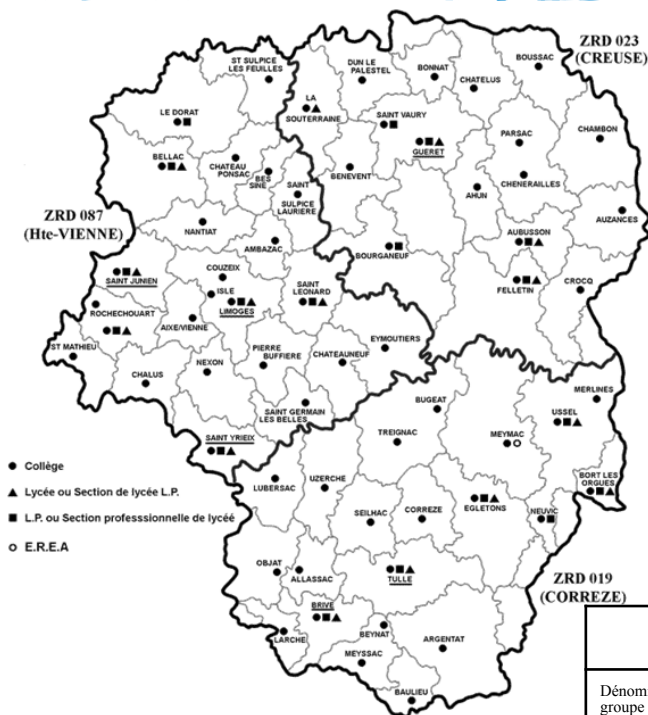 ST SULPICE
LES FEUILLES
DUN LE
PALESTEL
BONNAT
CHATELUS
BOUSSAC
ZRD 023
(CREUSE)
LE DORAT
LA
SOUTERRAINE
SAINT VAURY
GUERET
PARSAC
CHAMBON
BELLAC
CHATEAU
PONSAC
BES
SINE
SAINT
SULPICE
LAURIERE
BENEVENT
AHUN
CHENERAILLES
AUZANCES
ZRD 087
(Hte-VIENNE)
NANTIAT
AMBAZAC
BOURGANEUF
AUBUSSON
SAINT JUNIEN
COUZEIX
ISLE
LIMOGES
SAINT
LEONARD
FELLETIN
CROCQ
ROCHECHOUART
AIXE/VIENNE
ST MATHIEU
CHALUS
NEXON
PIERRE
BUFFIERE
CHATEAUNEUF
EYMOUTIERS
SAINT GERMAIN
LES BELLES
BUGEAT
MERLINES
SAINT YRIEIX
TREIGNAC
MEYMAC
USSEL
● Collège
▲ Lycée ou Section de lycée L.P.
■ L.P. ou Section professsionnelle de lycéé
○ E.R.E.A
LUBERSAC
UZERCHE
SEILHAC
CORREZE
EGLETONS
NEUVIC
BORT LES
ORGUES
OBJAT
ALLASSAC
TULLE
ZRD 019
(CORREZE)
BRIVE
LARCHE
BEYNAT
MEYSSAC
ARGENTAT
BAULIEU
Dénom
groupe